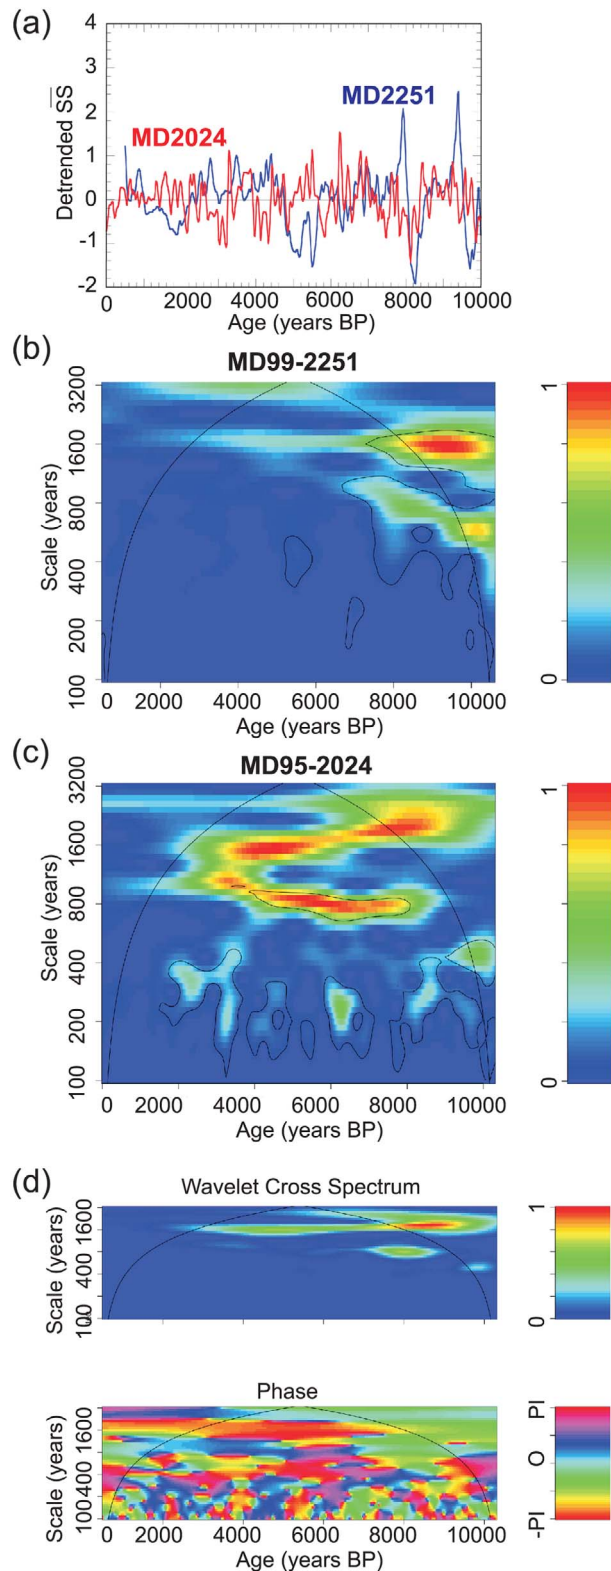 (a)
4
3
2
1
0
-1
-2
Detrended SS
MD2251
MD2024
0 2000 4000 6000 8000 10000
Age (years BP)
(b)
MD99-2251
3200
1600
800
400
200
100
Scale (years)
0 2000 4000 6000 8000 10000
Age (years BP)
1
0
(c)
MD95-2024
3200
1600
800
400
200
100
Scale (years)
0 2000 4000 6000 8000 10000
Age (years BP)
1
0
(d)
Wavelet Cross Spectrum
1600
400
100
Scale (years)
1
0
Phase
1600
400
100
Scale (years)
0 2000 4000 6000 8000 10000
Age (years BP)
PI
O
-PI